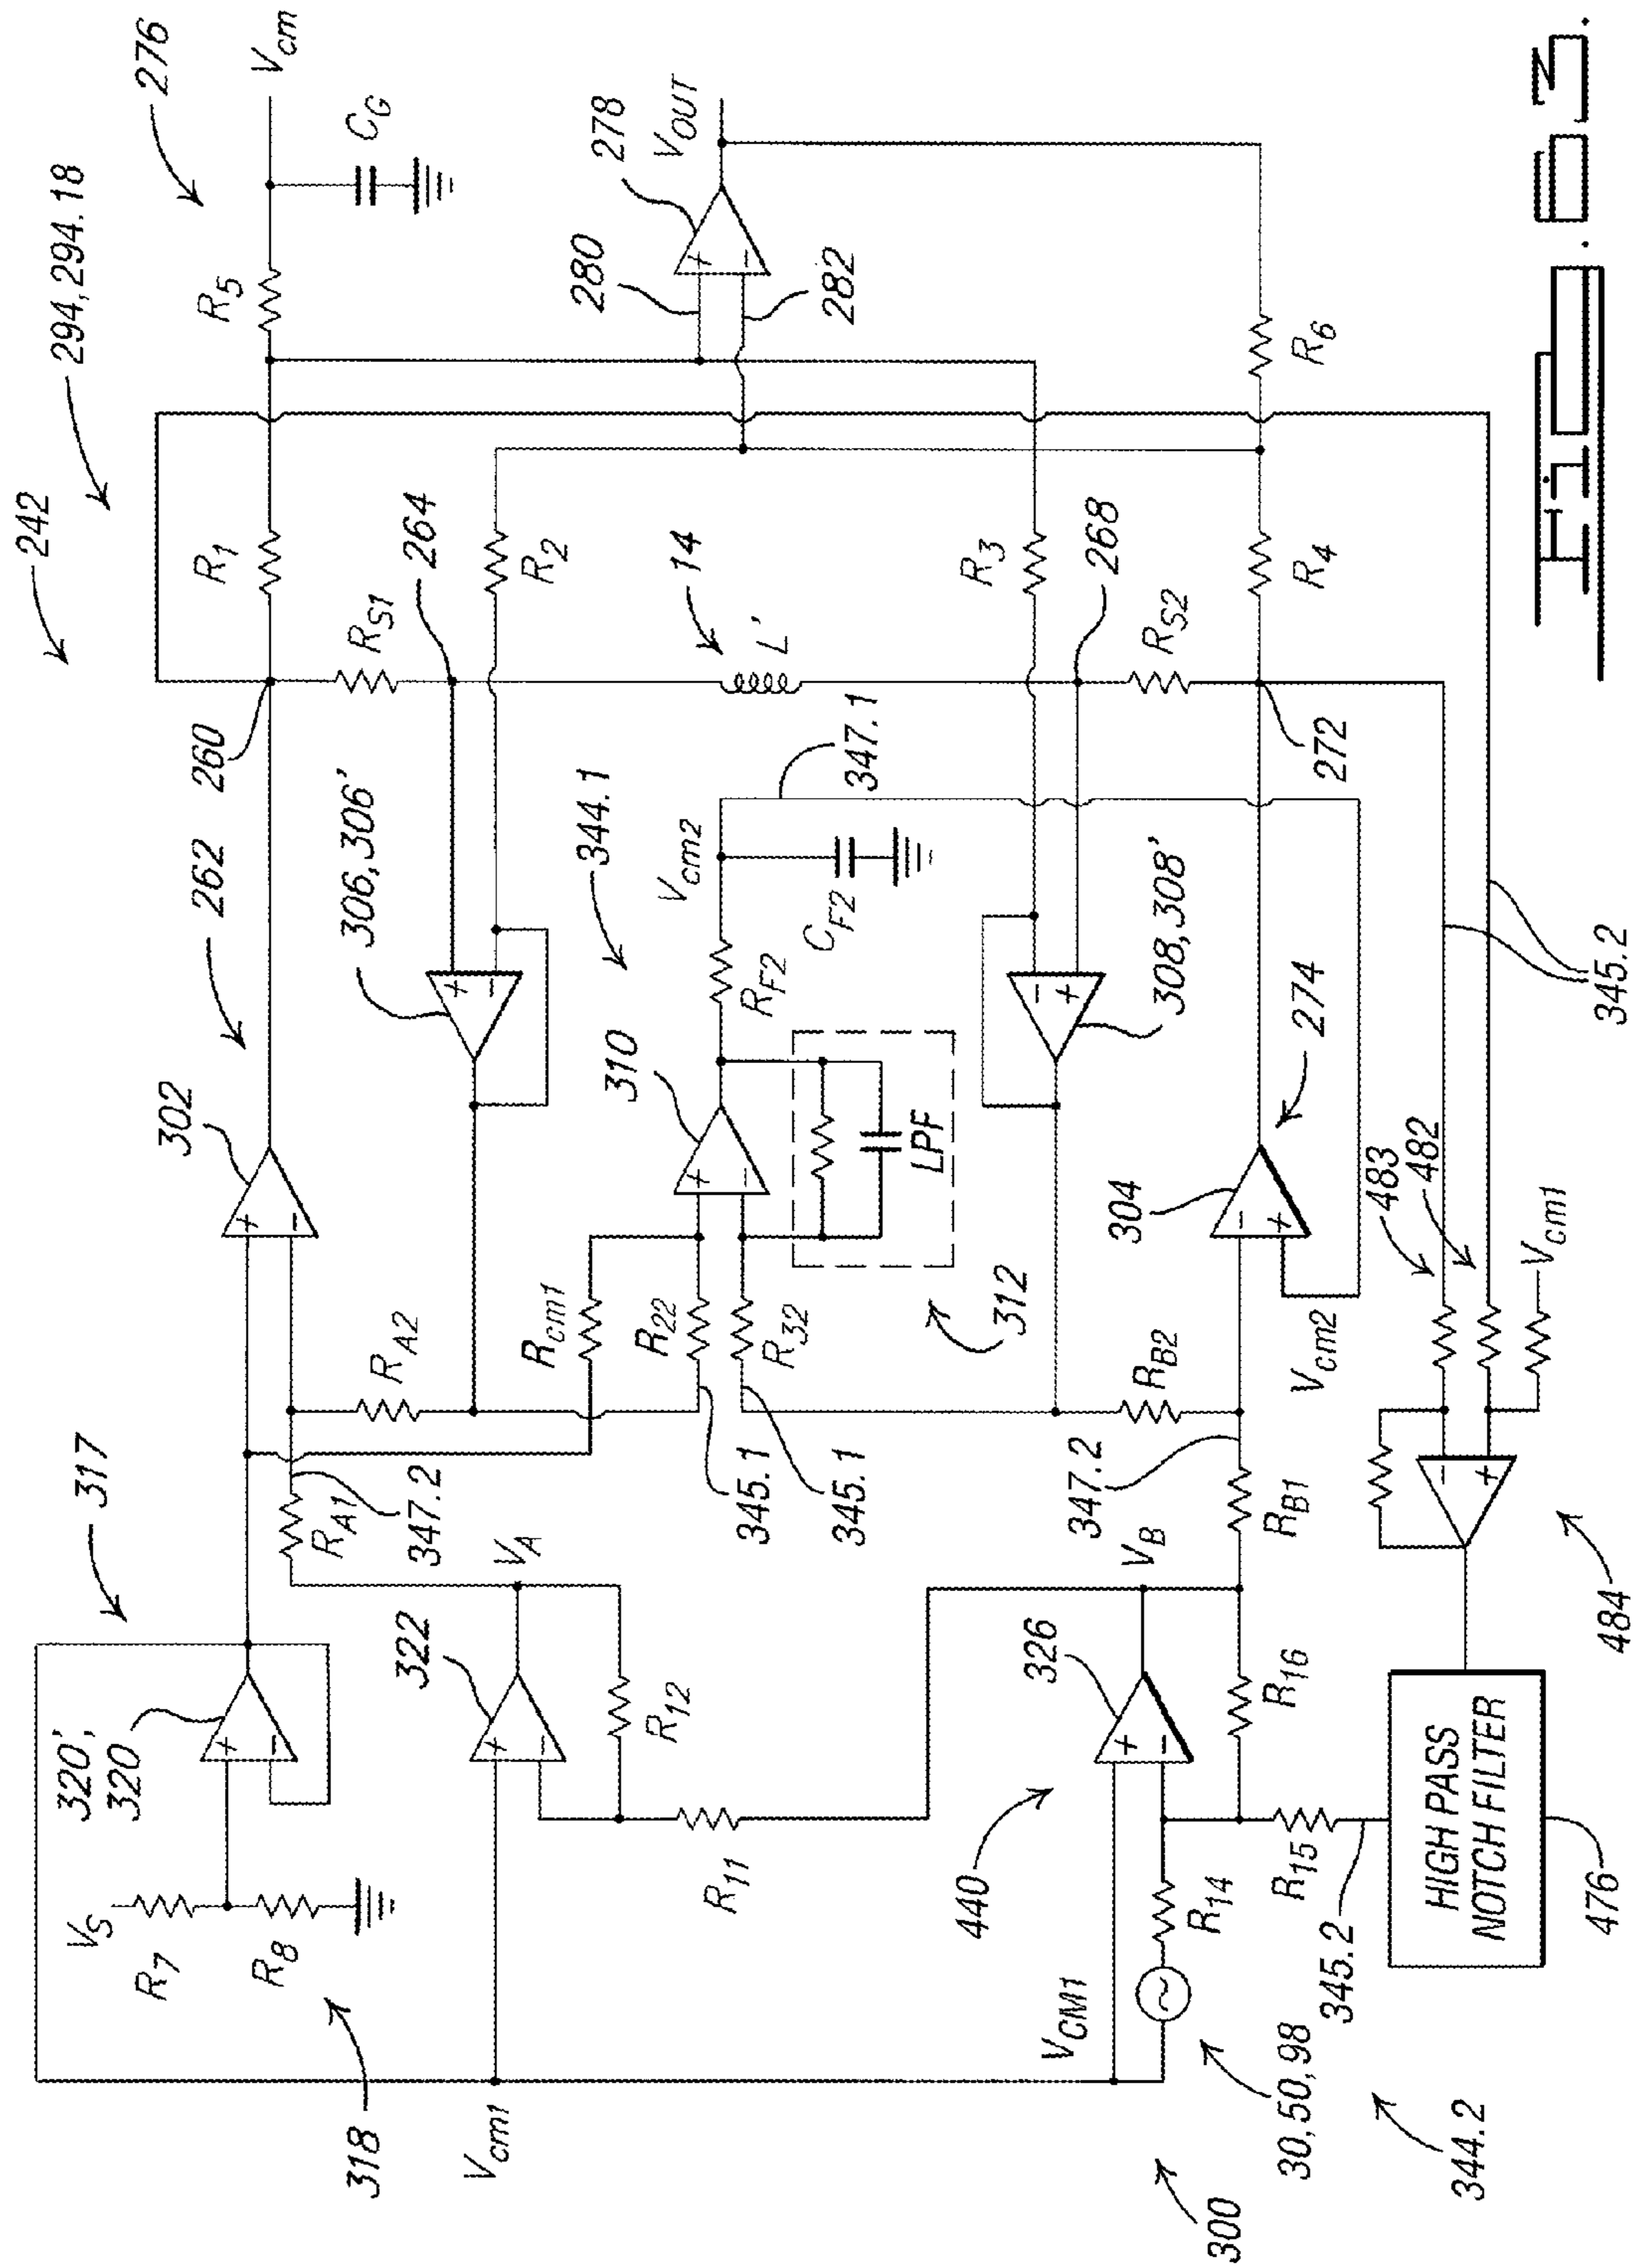 242
294,294.18
276
Vcm
R5
CG
R1
260
262
302
317
320',
320
VS
R7
R8
318
RS1
264
280
278
VOUT
282
R2
306,306'
344.1
14
L'
Vcm2
347.1
CF2
RF2
310
LPF
312
Rcm1
R22
R32
RA2
RA1
347.2
345.1
345.1
VA
322
R12
R11
Vcm1
R3
268
RS2
R4
R6
272
308,308'
274
304
Vcm2
RB2
347.2
RB1
VB
326
R16
440
R14
R15
VCM1
30,50,98
300
345.2
344.2
HIGH PASS
NOTCH FILTER
476
484
483
482
Vcm1
345.2
+
−
+
−
+
−
+
−
+
−
+
−
−
+
−
+
−
+